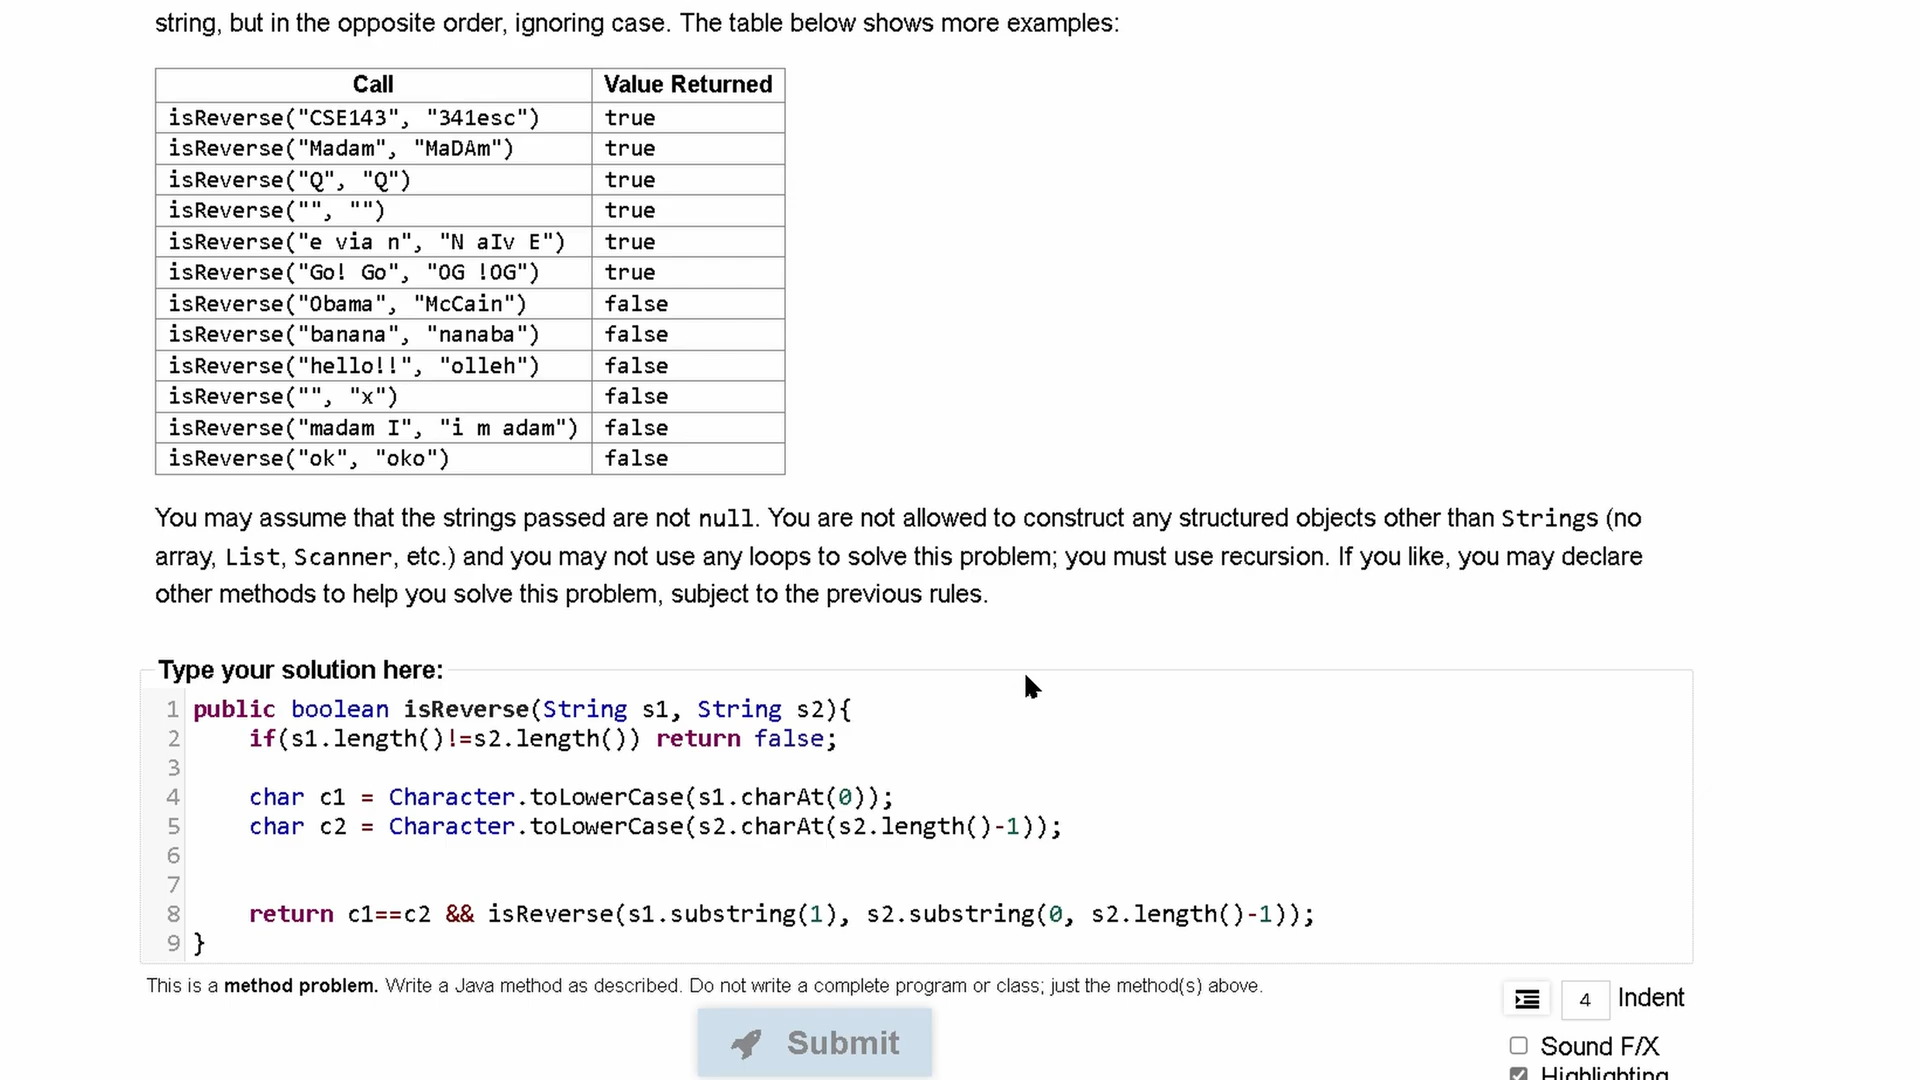 string, but in the opposite order, ignoring case. The table below shows more examples:
Call Value Returned
isReverse("CSE143", "341esc") true
isReverse("Madam", "MaDAm") true
isReverse("Q", "Q") true
isReverse("", "") true
isReverse("e via n", "N aIv E") true
isReverse("Go! Go", "OG !OG") true
isReverse("Obama", "McCain") false
isReverse("banana", "nanaba") false
isReverse("hello!!", "olleh") false
isReverse("", "x") false
isReverse("madam I", "i m adam") false
isReverse("ok", "oko") false
You may assume that the strings passed are not null. You are not allowed to construct any structured objects other than Strings (no
array, List, Scanner, etc.) and you may not use any loops to solve this problem; you must use recursion. If you like, you may declare
other methods to help you solve this problem, subject to the previous rules.
Type your solution here:
1 public boolean isReverse(String s1, String s2){
2     if(s1.length()!=s2.length()) return false;
3
4     char c1 = Character.toLowerCase(s1.charAt(0));
5     char c2 = Character.toLowerCase(s2.charAt(s2.length()-1));
6
7
8     return c1==c2 && isReverse(s1.substring(1), s2.substring(0, s2.length()-1));
9 }
This is a method problem. Write a Java method as described. Do not write a complete program or class; just the method(s) above.
4 Indent
Submit
Sound F/X
Highlighting